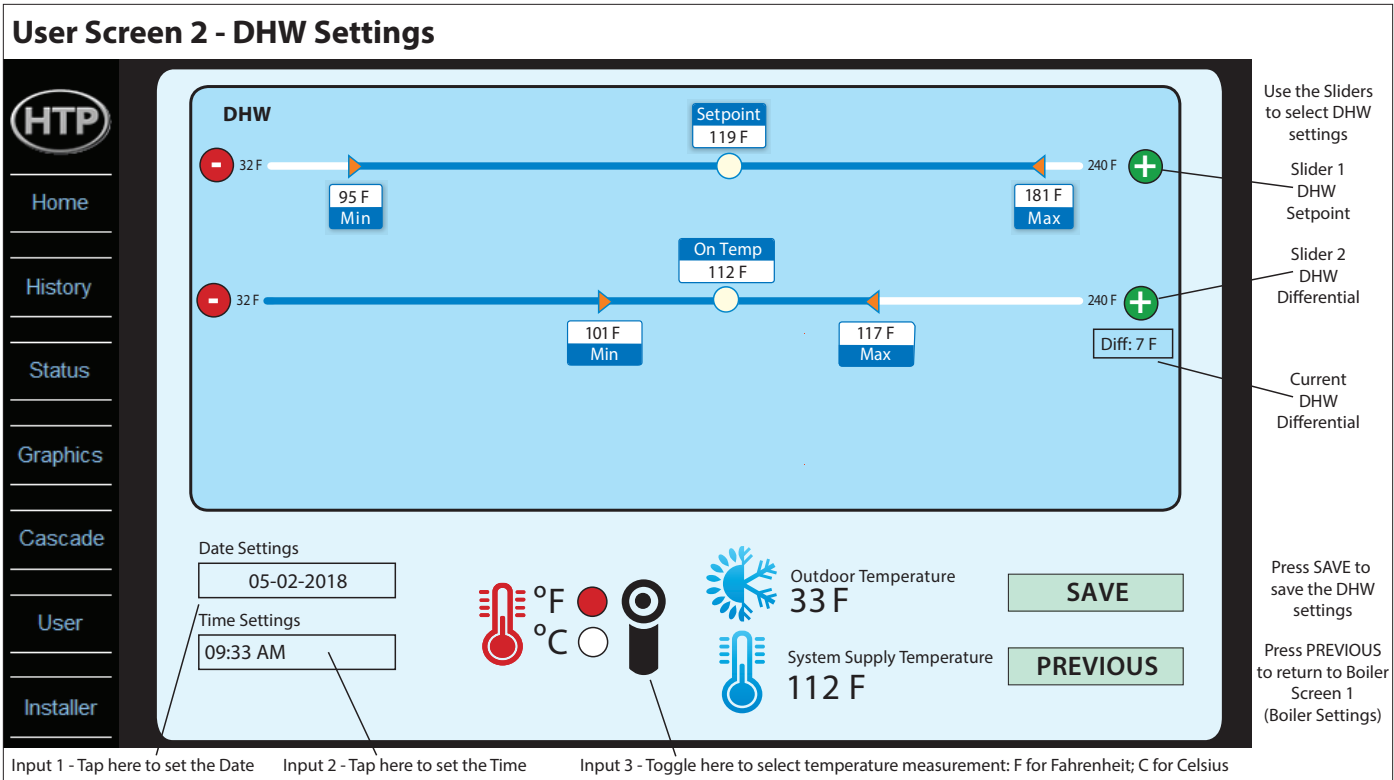 User Screen 2 - DHW Settings
HTP
Home
History
Status
Graphics
Cascade
User
Installer
DHW
Setpoint
119 F
-
32 F
240 F
+
95 F
Min
181 F
Max
On Temp
112 F
-
32 F
240 F
+
101 F
Min
117 F
Max
Diff: 7 F
Date Settings
05-02-2018
Time Settings
09:33 AM
°F
°C
Outdoor Temperature
33 F
System Supply Temperature
112 F
SAVE
PREVIOUS
Use the Sliders
to select DHW
settings
Slider 1
DHW
Setpoint
Slider 2
DHW
Differential
Current
DHW
Differential
Press SAVE to
save the DHW
settings
Press PREVIOUS
to return to Boiler
Screen 1
(Boiler Settings)
Input 1 - Tap here to set the Date
Input 2 - Tap here to set the Time
Input 3 - Toggle here to select temperature measurement: F for Fahrenheit; C for Celsius